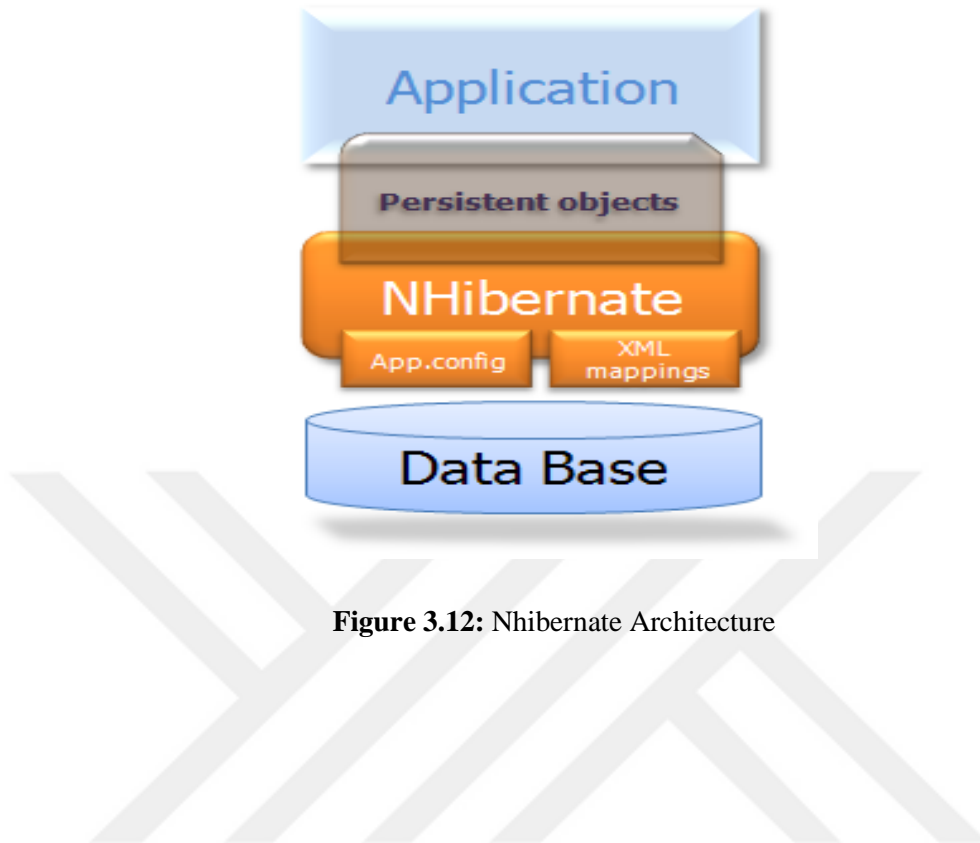 Application
Persistent objects
NHibernate
App.config
XML
mappings
Data Base
Figure 3.12: Nhibernate Architecture